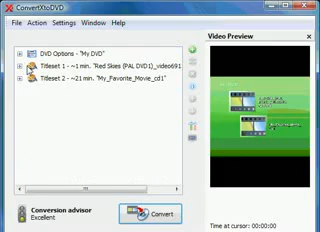 ConvertXtoDVD
File Action Settings Window Help
DVD Options - "My DVD"
Titleset 1 - ~1 min. "Red Skies (PAL DVD1)_video691
Titleset 2 - ~21 min. "My_Favorite_Movie_cd1"
Conversion advisor
Excellent
Convert
Video Preview
Time at cursor: 00:00:00